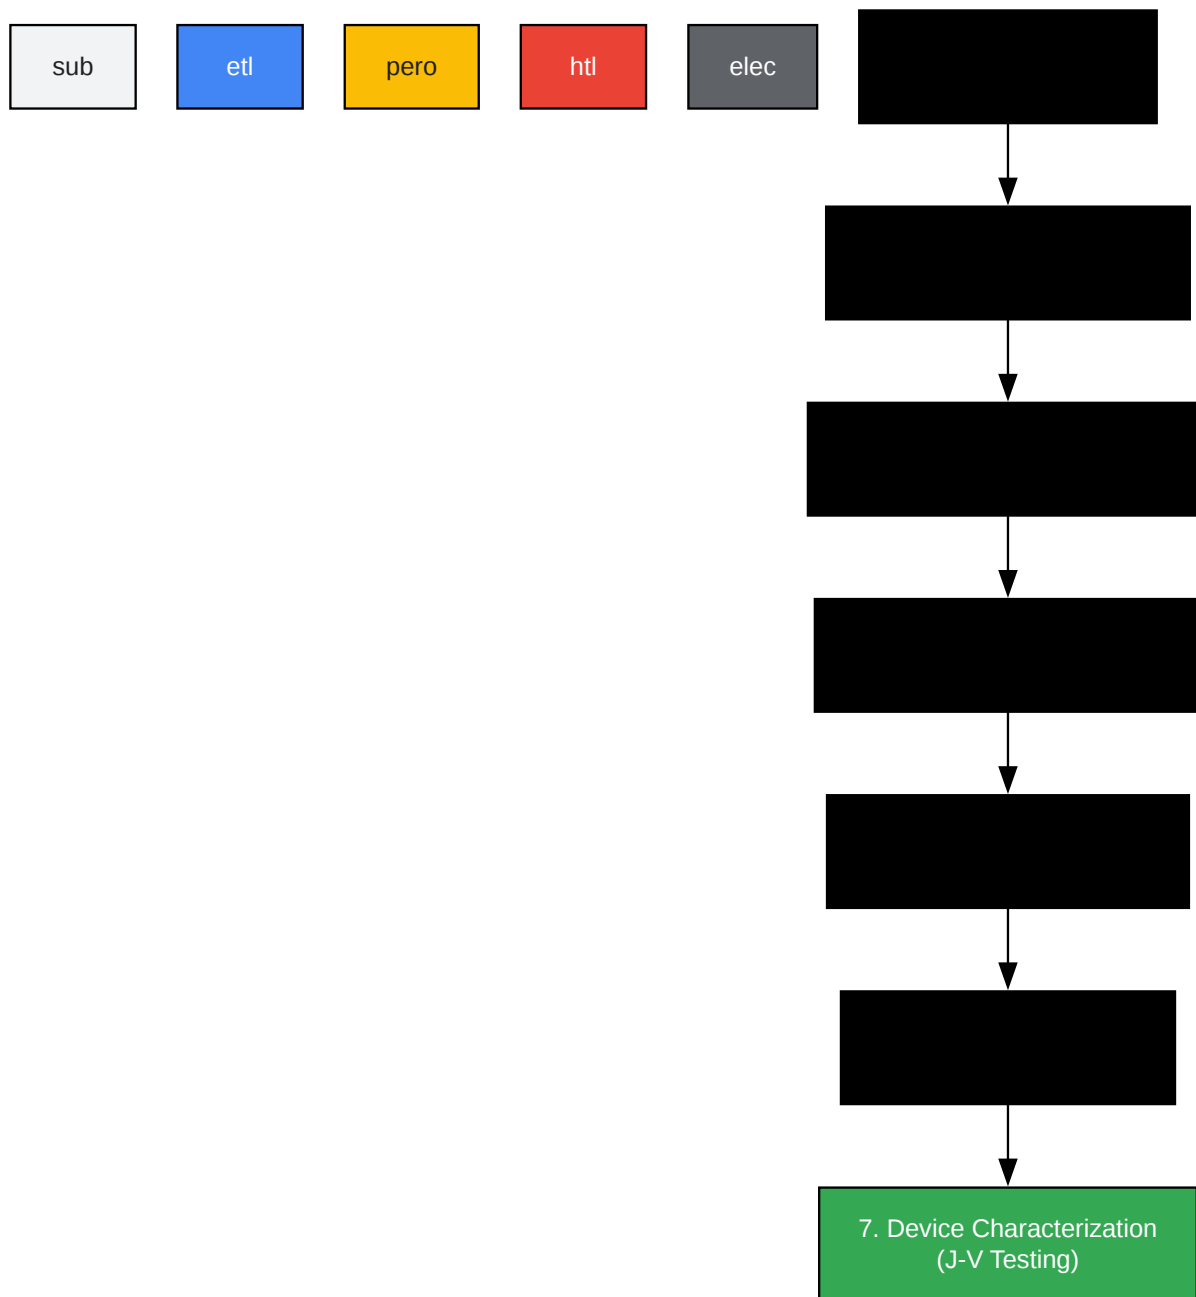 sub
etl
pero
htl
elec
7. Device Characterization
(J-V Testing)